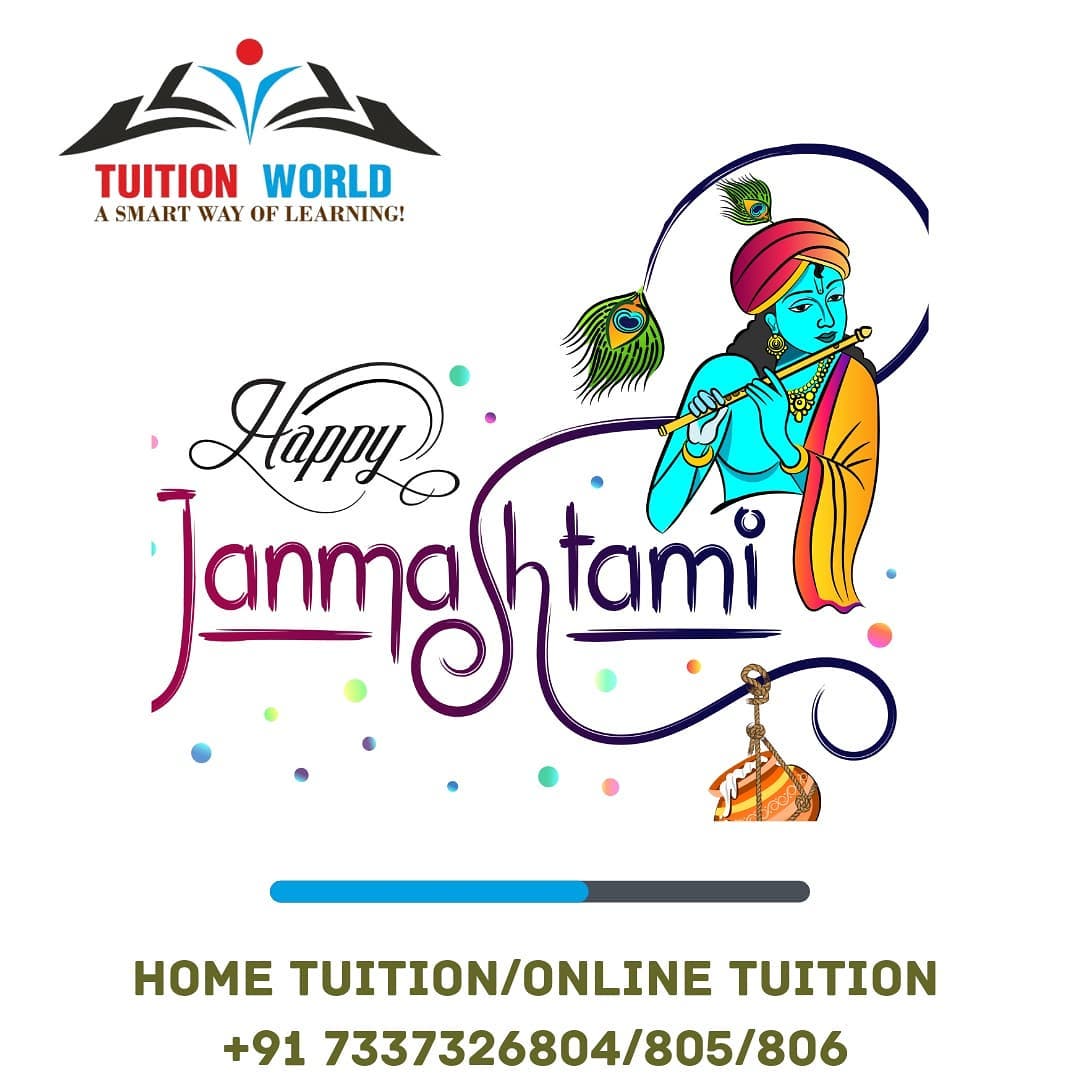 TUITION WORLD
A SMART WAY OF LEARNING!
Happy
Janmashtami
HOME TUITION/ONLINE TUITION
+91 7337326804/805/806